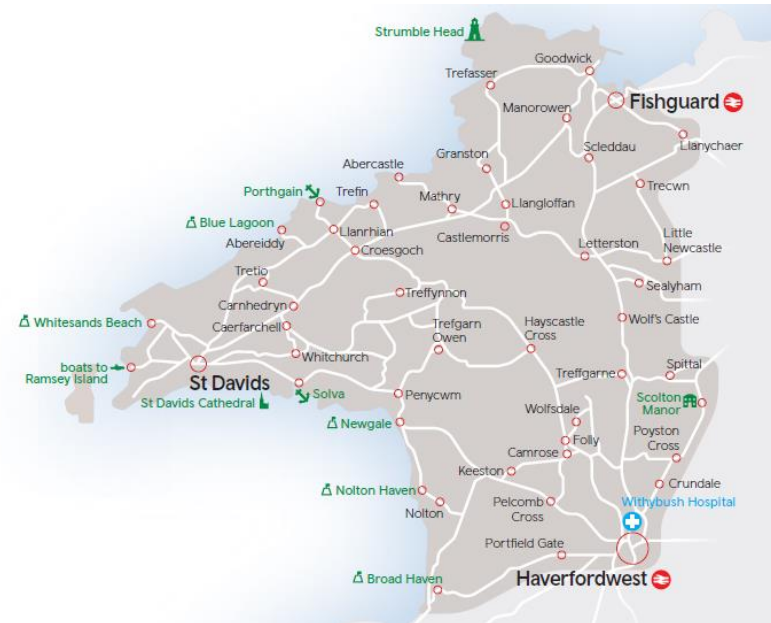 Strumble Head
Goodwick
Trefasser
Fishguard
Manorowen
Llanychaer
Scleddau
Granston
Abercastle
Trecwn
Porthgain
Trefin
Mathry
Llangloffan
Blue Lagoon
Llanrhian
Abereiddy
Castlemorris
Letterston
Little
Newcastle
Croesgoch
Tretio
Sealyham
Treffynnon
Carnhedryn
Whitesands Beach
Caerfarchell
Trefgarn
Owen
Hayscastle
Cross
Wolf's Castle
Whitchurch
boats to
Ramsey Island
St Davids
St Davids Cathedral
Solva
Penycwm
Treffgarne
Spittal
Scolton
Manor
Wolfsdale
Newgale
Folly
Poyston
Cross
Camrose
Keeston
Crundale
Nolton Haven
Nolton
Pelcomb
Cross
Withybush Hospital
Portfield Gate
Broad Haven
Haverfordwest